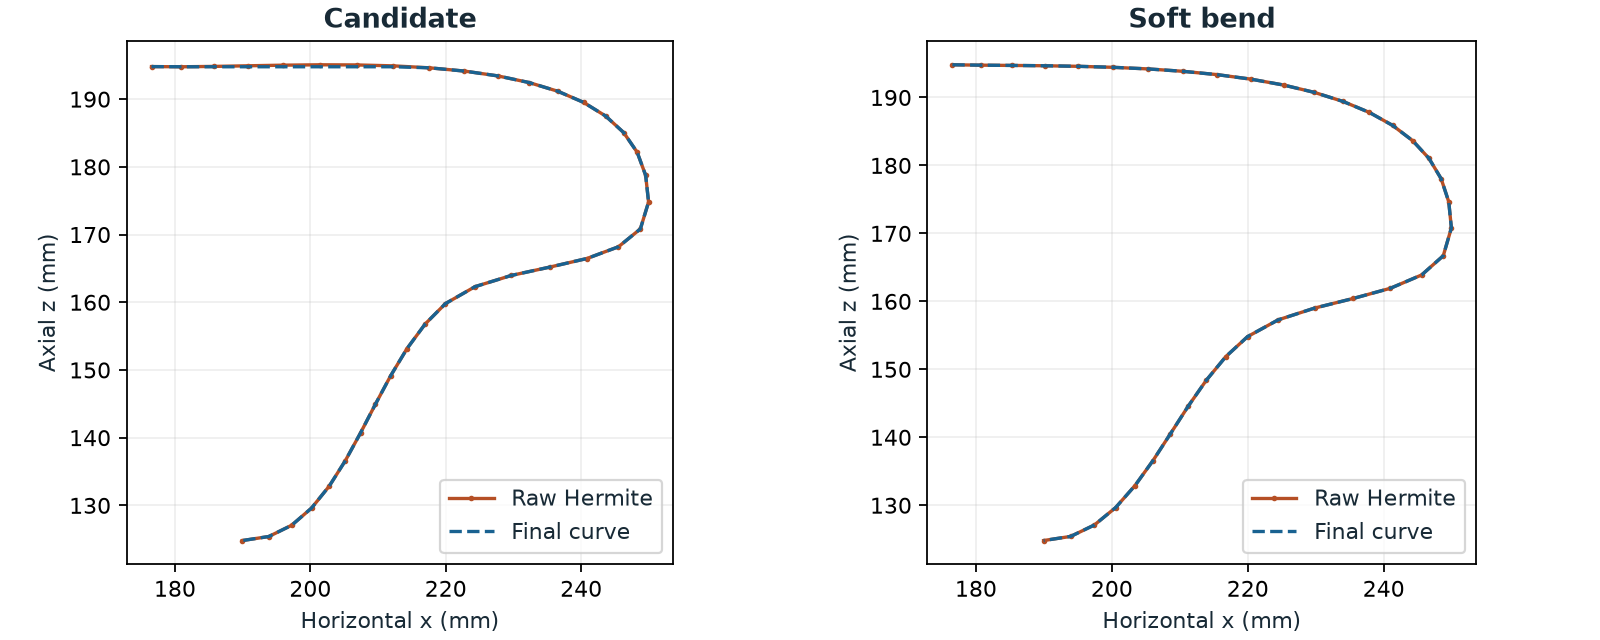 Candidate
190
180
170
160
150
140
130
180
200
220
240
Axial z (mm)
Horizontal x (mm)
Raw Hermite
Final curve
Soft bend
190
180
170
160
150
140
130
180
200
220
240
Axial z (mm)
Horizontal x (mm)
Raw Hermite
Final curve